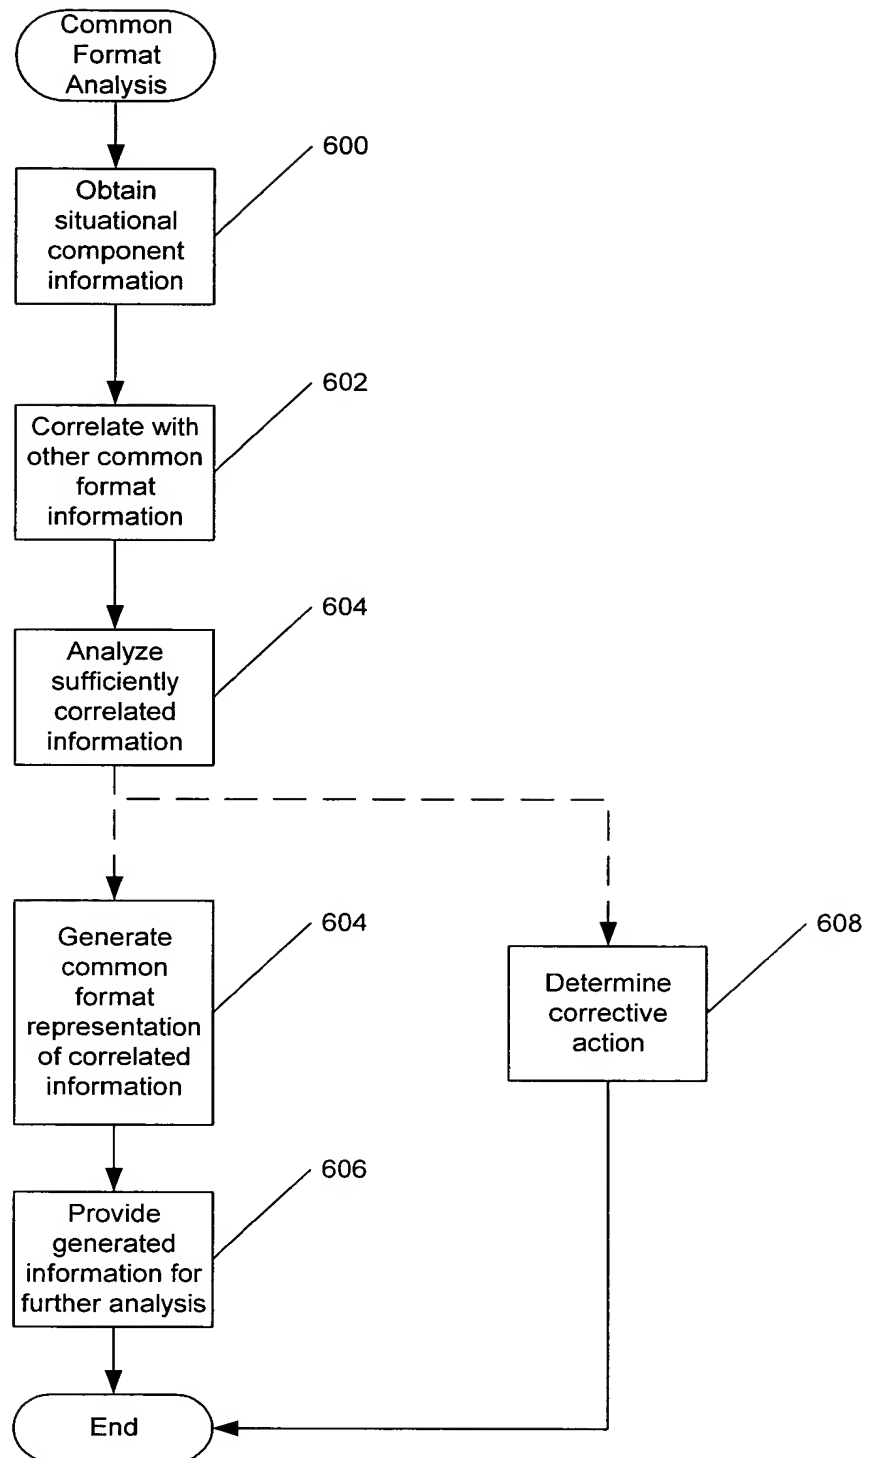 Common
Format
Analysis
600
Obtain
situational
component
information
602
Correlate with
other common
format
information
604
Analyze
sufficiently
correlated
information
604
Generate
common
format
representation
of correlated
information
608
Determine
corrective
action
606
Provide
generated
information for
further analysis
End